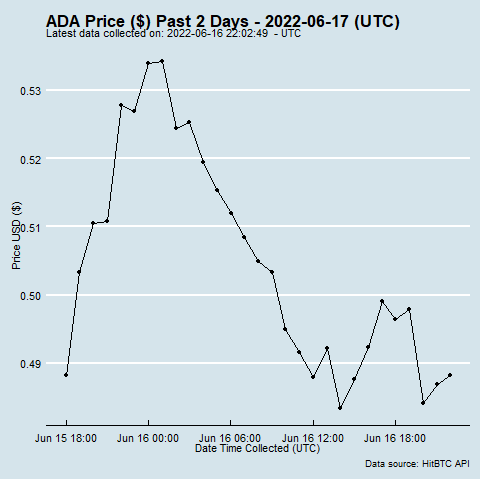 ADA Price ($) Past 2 Days - 2022-06-17 (UTC)
Latest data collected on: 2022-06-16 22:02:49 - UTC
Price USD ($)
0.53
0.52
0.51
0.50
0.49
Jun 15 18:00 Jun 16 00:00 Jun 16 06:00 Jun 16 12:00 Jun 16 18:00
Date Time Collected (UTC)
Data source: HitBTC API